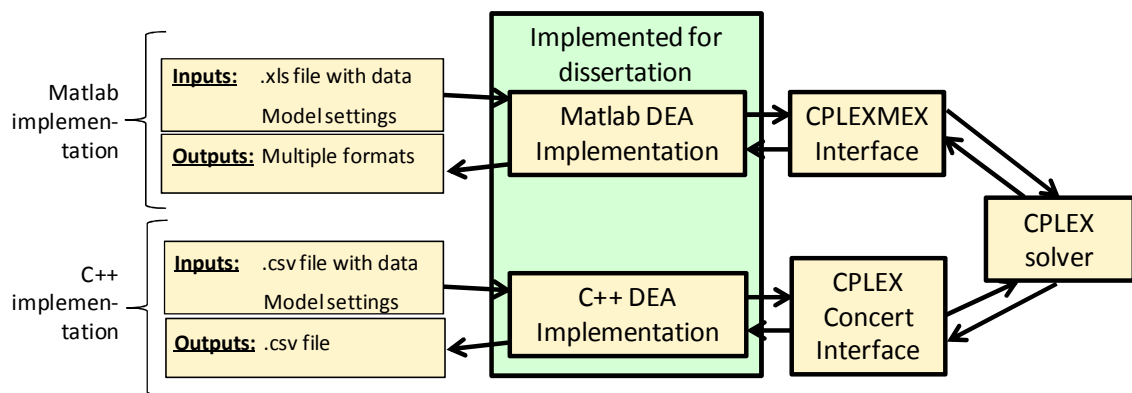 Matlab
implemen-
tation
Inputs: .xls file with data
Model settings
Outputs: Multiple formats
Implemented for
dissertation
Matlab DEA
Implementation
CPLEXMEX
Interface
CPLEX
solver
C++
implemen-
tation
Inputs: .csv file with data
Model settings
Outputs: .csv file
C++ DEA
Implementation
CPLEX
Concert
Interface